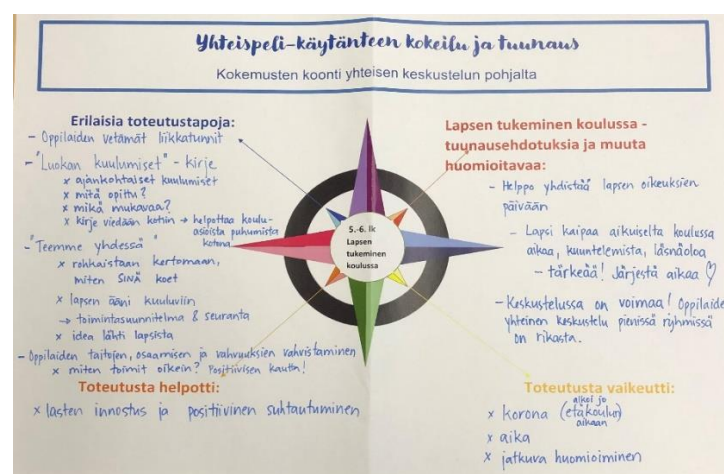 Yhteispeli-käytänteen kokeilu ja tuunaus
Kokemusten koonti yhteisen keskustelun pohjalta
Erilaisia toteutustapoja:
- Oppilaiden vetämät liikkatunnit
- "Luokan kuulumiset" - kirje
x ajankohtaiset kuulumiset
x mitä opittu?
x mikä mukavaa?
x kirje viedään kotiin → helpottaa koulu-
asioista puhumista
kotona
- "Teemme yhdessä"
x rohkaistaan kertomaan,
miten SINÄ koet
x lapsen ääni kuuluviin
→ toimintasuunnitelma & seuranta
x idea lähti lapsista
- Oppilaiden taitojen, osaamisen ja vahvuuksien vahvistaminen
x miten toimit oikein? Positiivisen kautta!
5.-6. lk
Lapsen
tukeminen
koulussa
Lapsen tukeminen koulussa -
tuunausehdotuksia ja muuta
huomioitavaa:
- Helppo yhdistää lapsen oikeuksien
päivään
- Lapsi kaipaa aikuiselta koulussa
aikaa, kuuntelemista, läsnäoloa
- tärkeää! Järjestä aikaa ♡
- Keskustelussa on voimaa! Oppilaide
yhteinen keskustelu pienissä ryhmissä
on rikasta.
Toteutusta helpotti:
x lasten innostus ja positiivinen suhtautuminen
Toteutusta vaikeutti:
x korona (alkoi jo
etäkoulun
aikaan)
x aika
x jatkuva huomioiminen